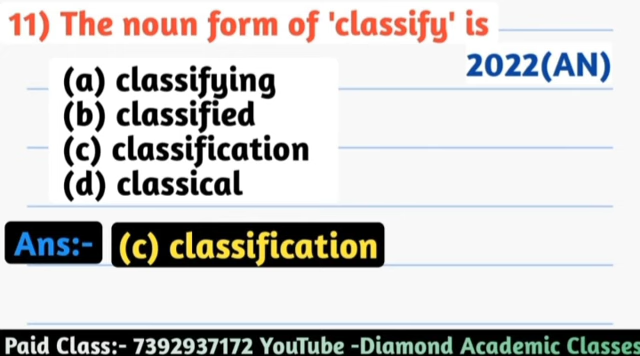 11) The noun form of 'classify' is
2022(AN)
(a) classifying
(b) classified
(c) classification
(d) classical
Ans:- (c) classification
Paid Class:- 7392937172 YouTube -Diamond Academic Classes